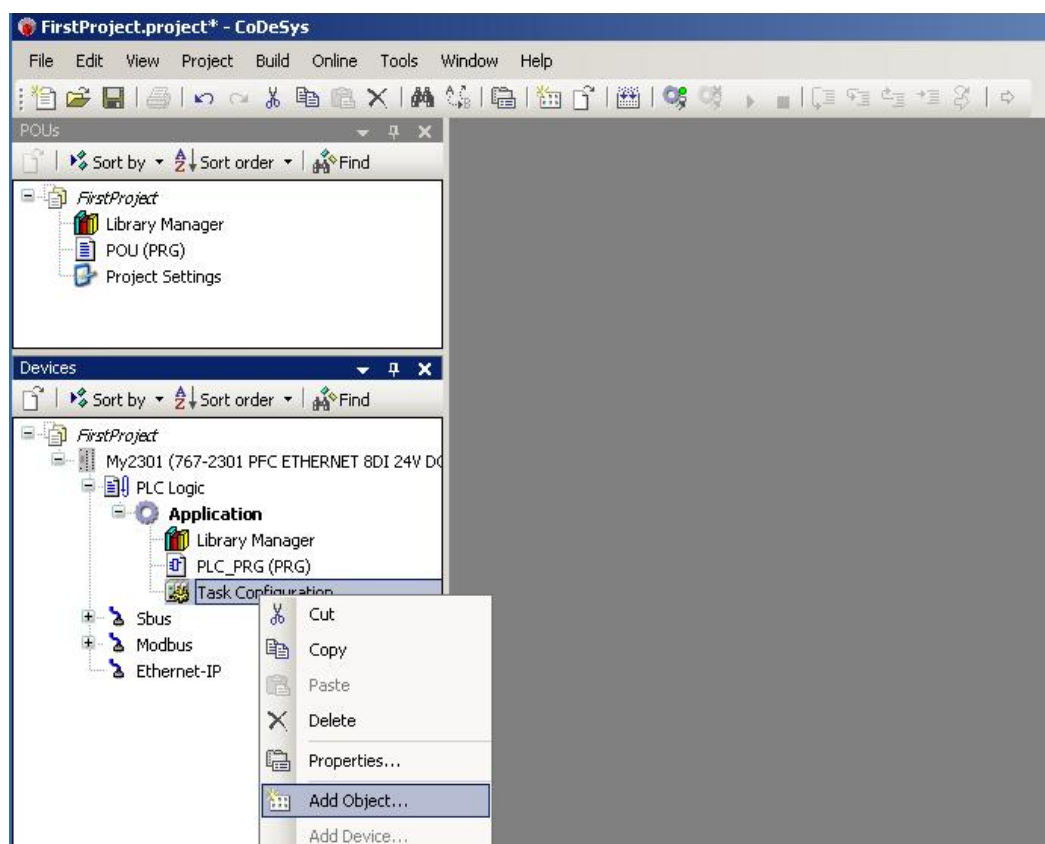 FirstProject.project* - CoDeSys
File Edit View Project Build Online Tools Window Help
POUs
Sort by Sort order Find
FirstProject
Library Manager
POU (PRG)
Project Settings
Devices
Sort by Sort order Find
FirstProject
My2301 (767-2301 PFC ETHERNET 8DI 24V DC
PLC Logic
Application
Library Manager
PLC_PRG (PRG)
Task Configuration
Sbus
Modbus
Ethernet-IP
Cut
Copy
Paste
Delete
Properties...
Add Object...
Add Device...